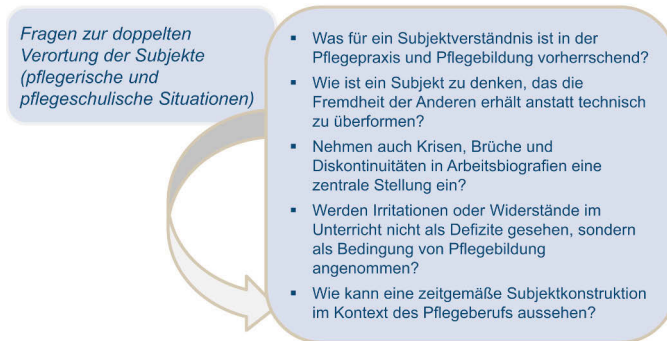 Fragen zur doppelten
Verortung der Subjekte
(pflegerische und
pflegeschulische Situationen)
▪ Was für ein Subjektverständnis ist in der
Pflegepraxis und Pflegebildung vorherrschend?
▪ Wie ist ein Subjekt zu denken, das die
Fremdheit der Anderen erhält anstatt technisch
zu überformen?
▪ Nehmen auch Krisen, Brüche und
Diskontinuitäten in Arbeitsbiografien eine
zentrale Stellung ein?
▪ Werden Irritationen oder Widerstände im
Unterricht nicht als Defizite gesehen, sondern
als Bedingung von Pflegebildung
angenommen?
▪ Wie kann eine zeitgemäße Subjektkonstruktion
im Kontext des Pflegeberufs aussehen?